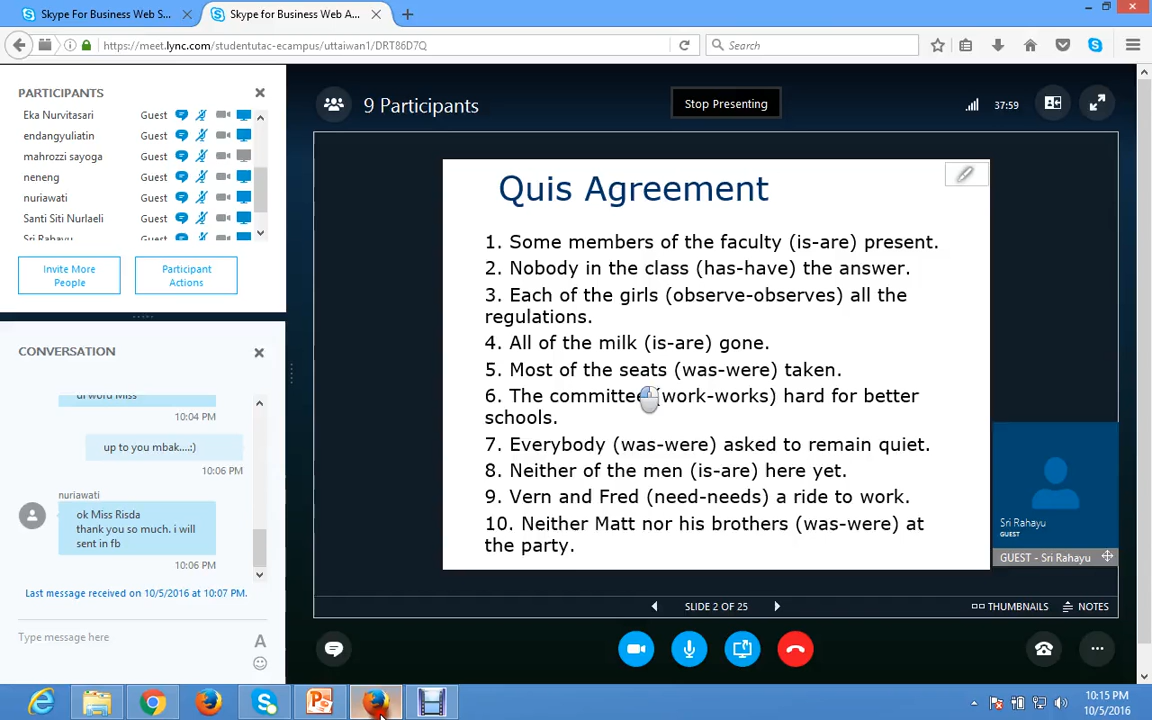 Skype For Business Web S...
Skype for Business Web A...
https://meet.lync.com/studentutac-ecampus/uttaiwan1/DRT86D7Q
Search
PARTICIPANTS
Eka Nurvitasari Guest
endangyuliatin Guest
mahrozzi sayoga Guest
neneng Guest
nuriawati Guest
Santi Siti Nurlaeli Guest
Sri Rahayu Guest
Invite More
People
Participant
Actions
CONVERSATION
di word Miss
10:04 PM
up to you mbak....:)
10:06 PM
nuriawati
ok Miss Risda
thank you so much. i will
sent in fb
10:06 PM
Last message received on 10/5/2016 at 10:07 PM.
Type message here
A
9 Participants
Stop Presenting
37:59
Quis Agreement
1. Some members of the faculty (is-are) present.
2. Nobody in the class (has-have) the answer.
3. Each of the girls (observe-observes) all the
regulations.
4. All of the milk (is-are) gone.
5. Most of the seats (was-were) taken.
6. The committee (work-works) hard for better
schools.
7. Everybody (was-were) asked to remain quiet.
8. Neither of the men (is-are) here yet.
9. Vern and Fred (need-needs) a ride to work.
10. Neither Matt nor his brothers (was-were) at
the party.
Sri Rahayu
GUEST
GUEST - Sri Rahayu
SLIDE 2 OF 25
THUMBNAILS
NOTES
10:15 PM
10/5/2016